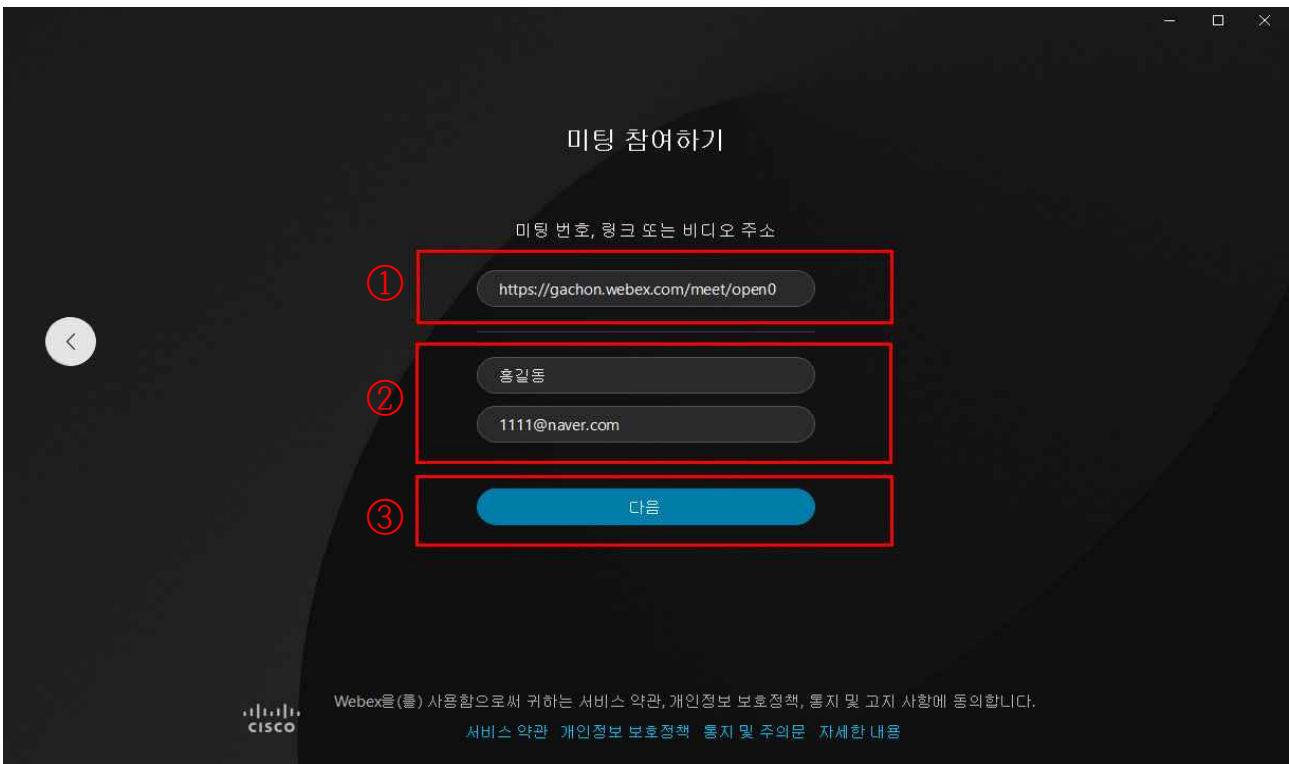 미팅 참여하기
미팅 번호, 링크 또는 비디오 주소
① https://gachon.webex.com/meet/open0
② 홍길동
1111@naver.com
③ 다음
Webex을(를) 사용함으로써 귀하는 서비스 약관, 개인정보 보호정책, 통지 및 고지 사항에 동의합니다.
CISCO
서비스 약관 개인정보 보호정책 통지 및 주의문 자세한 내용